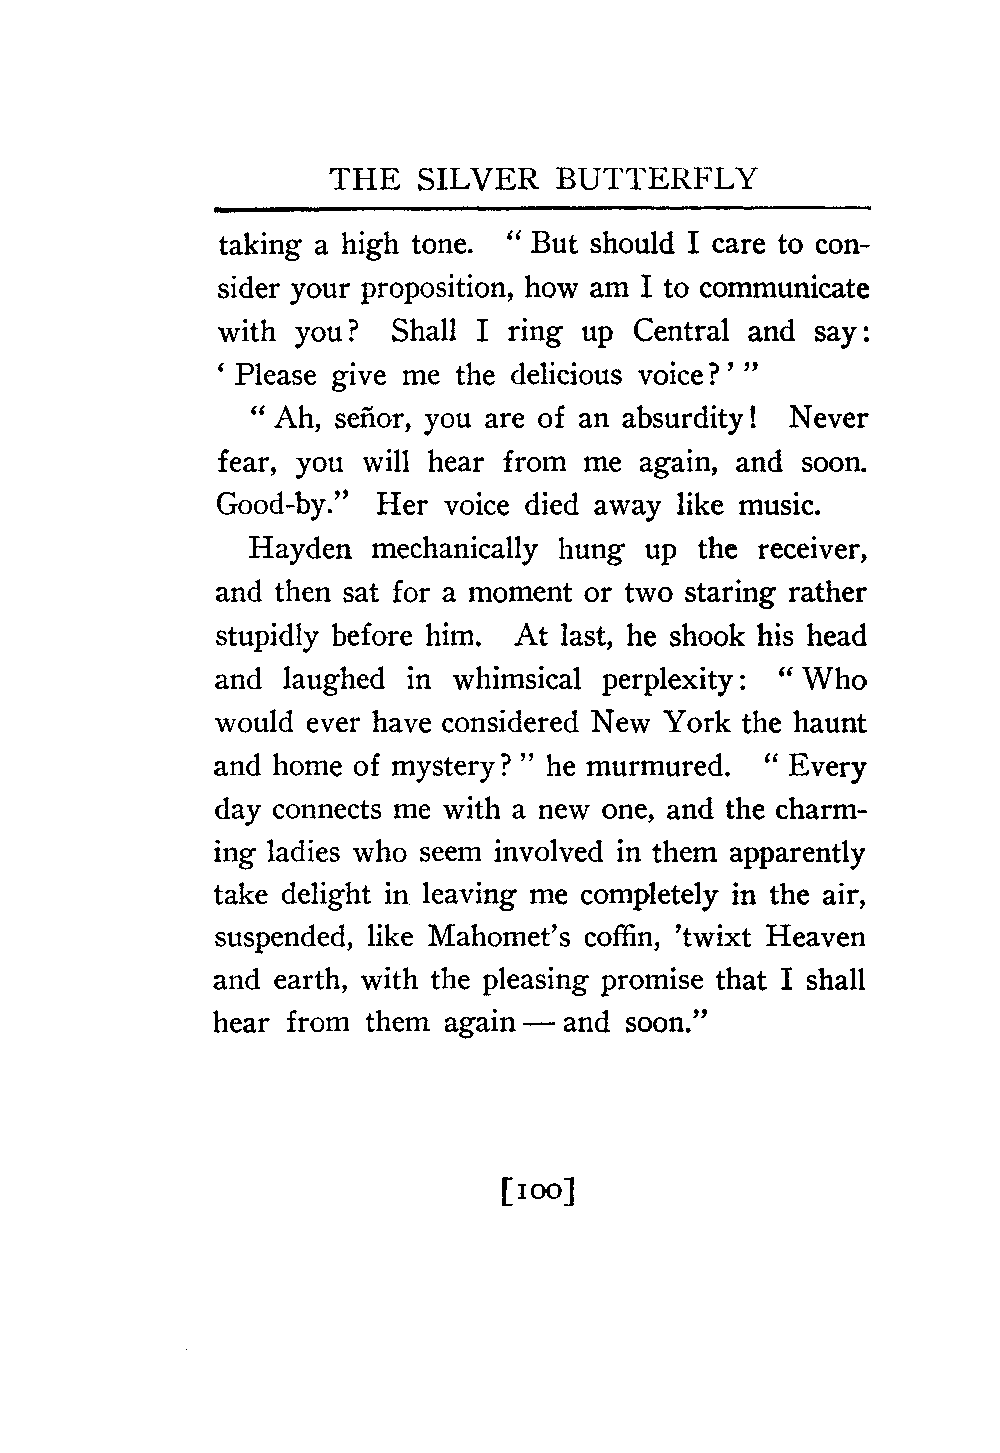 THE SILVER BUTTERFLY
taking a high tone. “ But should I care to con-
sider your proposition, how am I to communicate
with you? Shall I ring up Central and say:
‘ Please give me the delicious voice?’ ”
“ Ah, señor, you are of an absurdity! Never
fear, you will hear from me again, and soon.
Good-by.” Her voice died away like music.
Hayden mechanically hung up the receiver,
and then sat for a moment or two staring rather
stupidly before him. At last, he shook his head
and laughed in whimsical perplexity: “ Who
would ever have considered New York the haunt
and home of mystery? ” he murmured. “ Every
day connects me with a new one, and the charm-
ing ladies who seem involved in them apparently
take delight in leaving me completely in the air,
suspended, like Mahomet’s coffin, ’twixt Heaven
and earth, with the pleasing promise that I shall
hear from them again — and soon.”
[100]